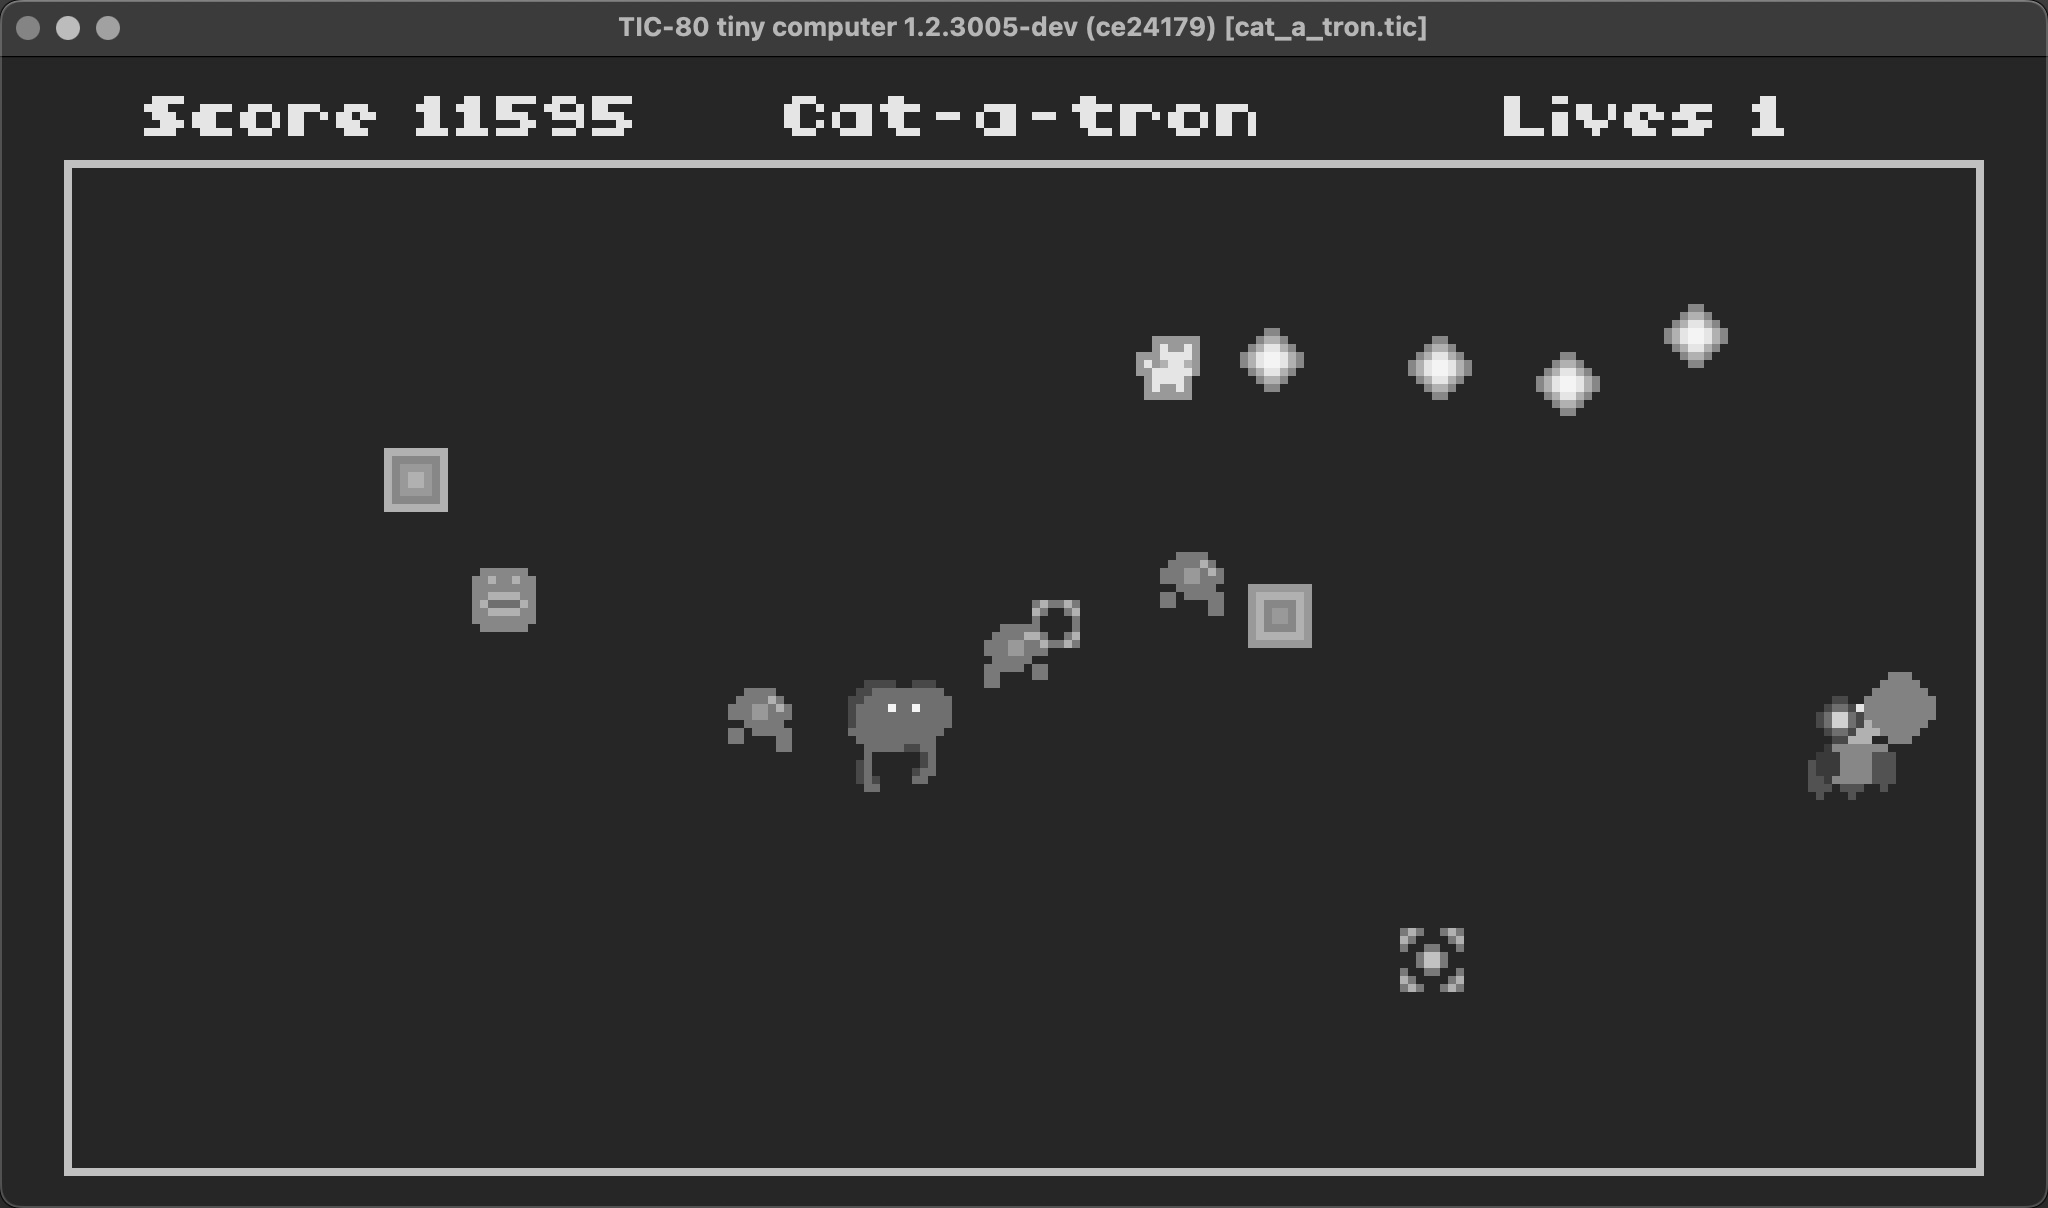 TIC-80 tiny computer 1.2.3005-dev (ce24179) [cat_a_tron.tic]
Score 11595 Cat-a-tron Lives 1